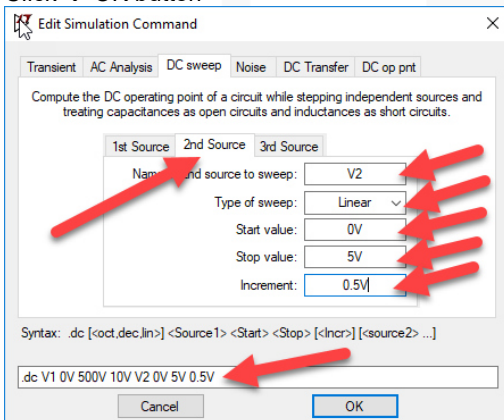 Edit Simulation Command
Transient AC Analysis DC sweep Noise DC Transfer DC op pnt
Compute the DC operating point of a circuit while stepping independent sources and
treating capacitances as open circuits and inductances as short circuits.
1st Source 2nd Source 3rd Source
source to sweep: V2
Type of sweep: Linear
Start value: 0V
Stop value: 5V
Increment: 0.5V
Syntax: .dc [<oct,dec,lin>] <Source1> <Start> <Stop> [<Incr>] [<source2> ...]
.dc V1 0V 500V 10V V2 0V 5V 0.5V
Cancel OK